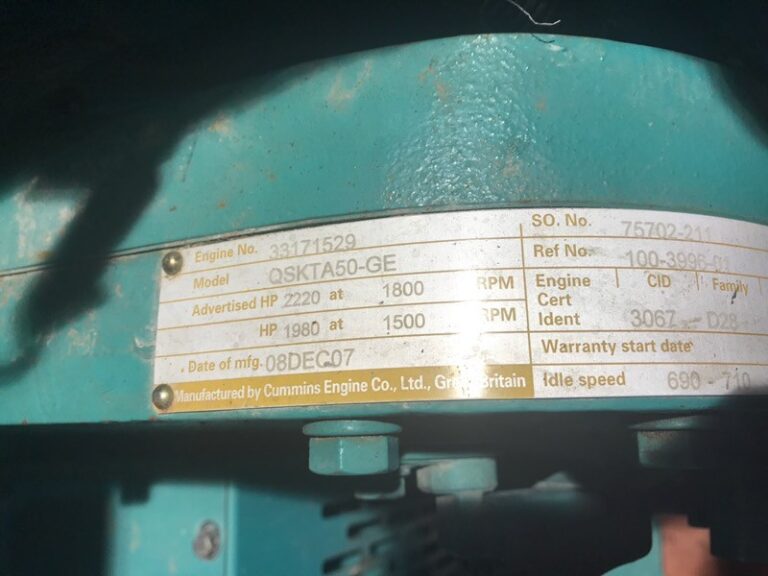 Engine No. 33171529
Model QSKTA50-GE
Advertised HP 2220 at 1800 RPM
HP 1980 at 1500 RPM
Date of mfg. 08DEC07
Manufactured by Cummins Engine Co., Ltd., Great Britain
SO. No. 75702-211
Ref No. 100-3996-01
Engine Cert Ident
CID Family
3067 - D28
Warranty start date
Idle speed 690 - 710